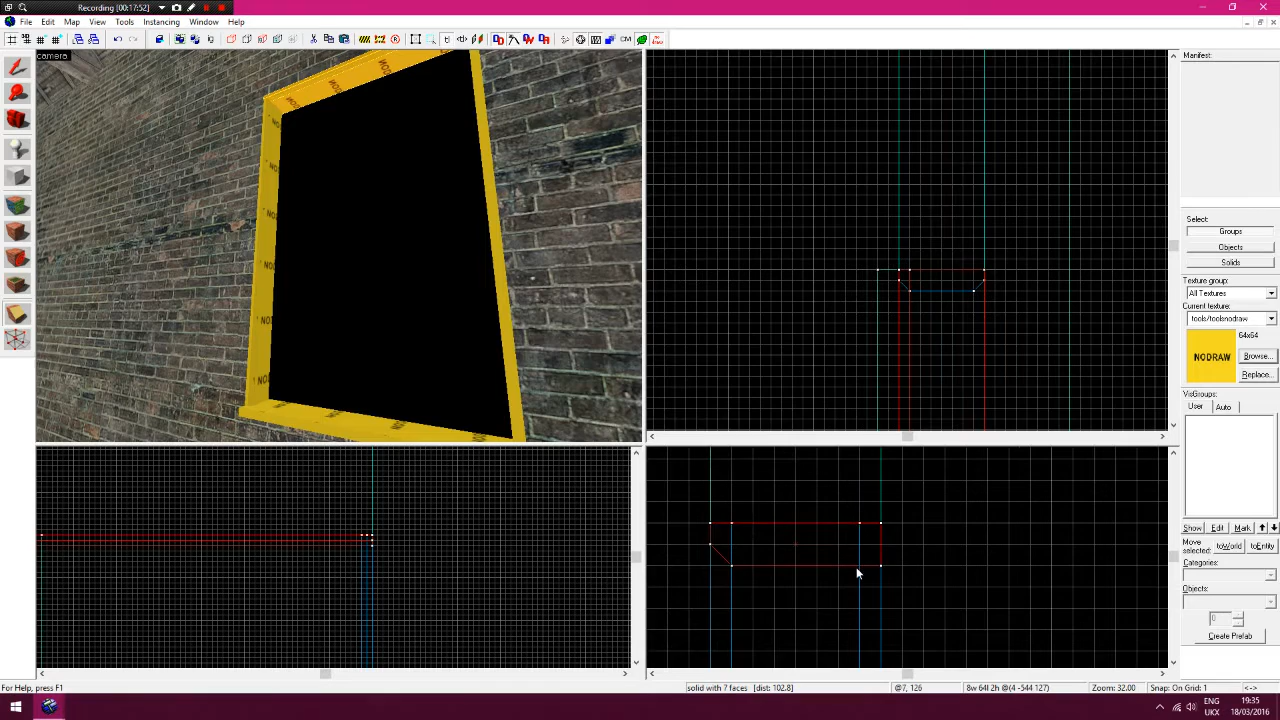 Recording [00:17:52]
File Edit Map View Tools Instancing Window Help
camera
NODRAW
Manifest:
Select:
Groups
Objects
Solids
Texture group:
All Textures
Current texture:
tools/toolsnodraw
64x64
NODRAW
Browse...
Replace...
VisGroups:
User Auto
Show Edit Mark
Move selected:
toWorld toEntity
Categories:
Objects:
0
Create Prefab
For Help, press F1
solid with 7 faces [dist: 102.8]
@7, 126
8w 64l 2h @(4 -544 127)
Zoom: 32.00
Snap: On Grid: 1
<->
19:35
UKX
18/03/2016